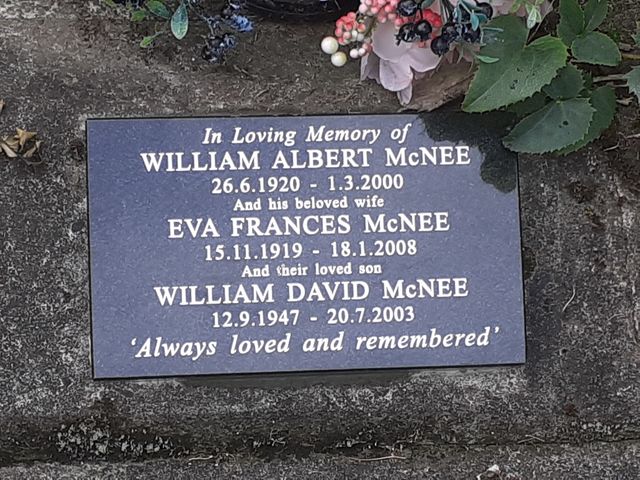 In Loving Memory of
WILLIAM ALBERT McNEE
26.6.1920 - 1.3.2000
And his beloved wife
EVA FRANCES McNEE
15.11.1919 - 18.1.2008
And their loved son
WILLIAM DAVID McNEE
12.9.1947 - 20.7.2003
'Always loved and remembered'